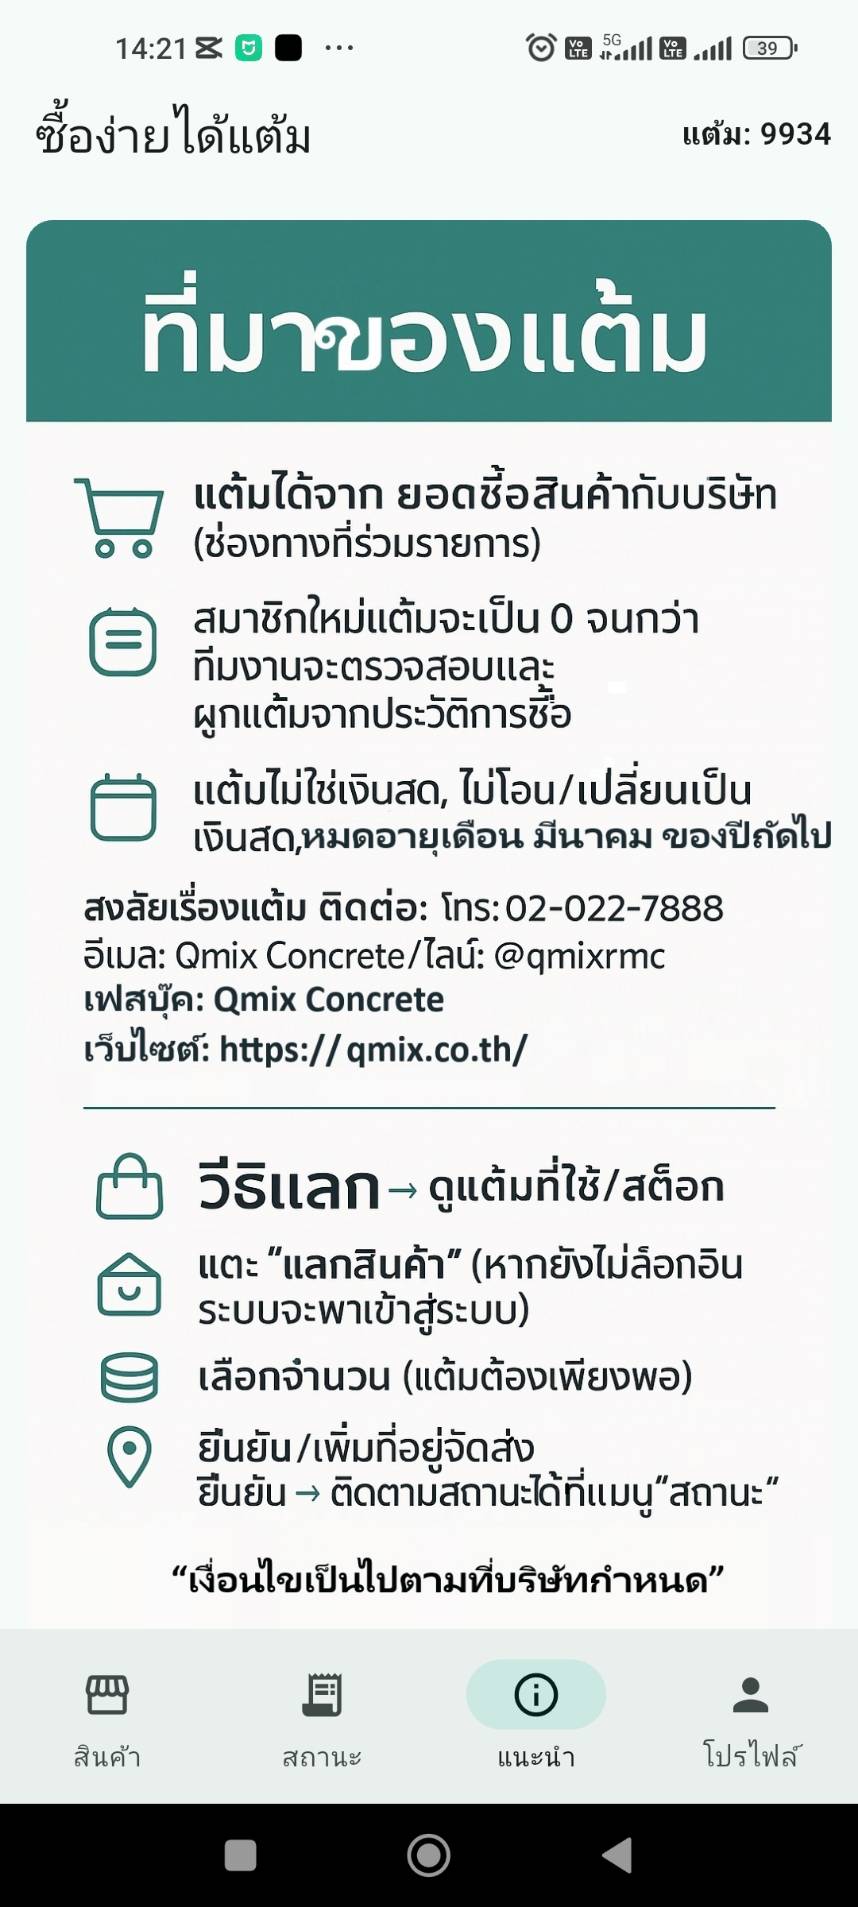 14:21 ...
Vo LTE 5G Vo LTE 39
ซื้อง่ายได้แต้ม
แต้ม: 9934
ที่มาของแต้ม
แต้มได้จาก ยอดซื้อสินค้ากับบริษัท
(ช่องทางที่ร่วมรายการ)
สมาชิกใหม่แต้มจะเป็น 0 จนกว่า
ทีมงานจะตรวจสอบและ
ผูกแต้มจากประวัติการซื้อ
แต้มไม่ใช่เงินสด, ไม่โอน/เปลี่ยนเป็น
เงินสด,หมดอายุเดือน มีนาคม ของปีถัดไป
สงสัยเรื่องแต้ม ติดต่อ: โทร: 02-022-7888
อีเมล: Qmix Concrete/ไลน์: @qmixrmc
เฟสบุ๊ค: Qmix Concrete
เว็บไซต์: https://qmix.co.th/
วีธิแลก → ดูแต้มที่ใช้/สต็อก
แตะ “แลกสินค้า” (หากยังไม่ล็อกอิน
ระบบจะพาเข้าสู่ระบบ)
เลือกจำนวน (แต้มต้องเพียงพอ)
ยืนยัน/เพิ่มที่อยู่จัดส่ง
ยืนยัน → ติดตามสถานะได้ที่แมนู“สถานะ”
“เงื่อนไขเป็นไปตามที่บริษัทกำหนด”
สินค้า
สถานะ
แนะนำ
โปรไฟล์